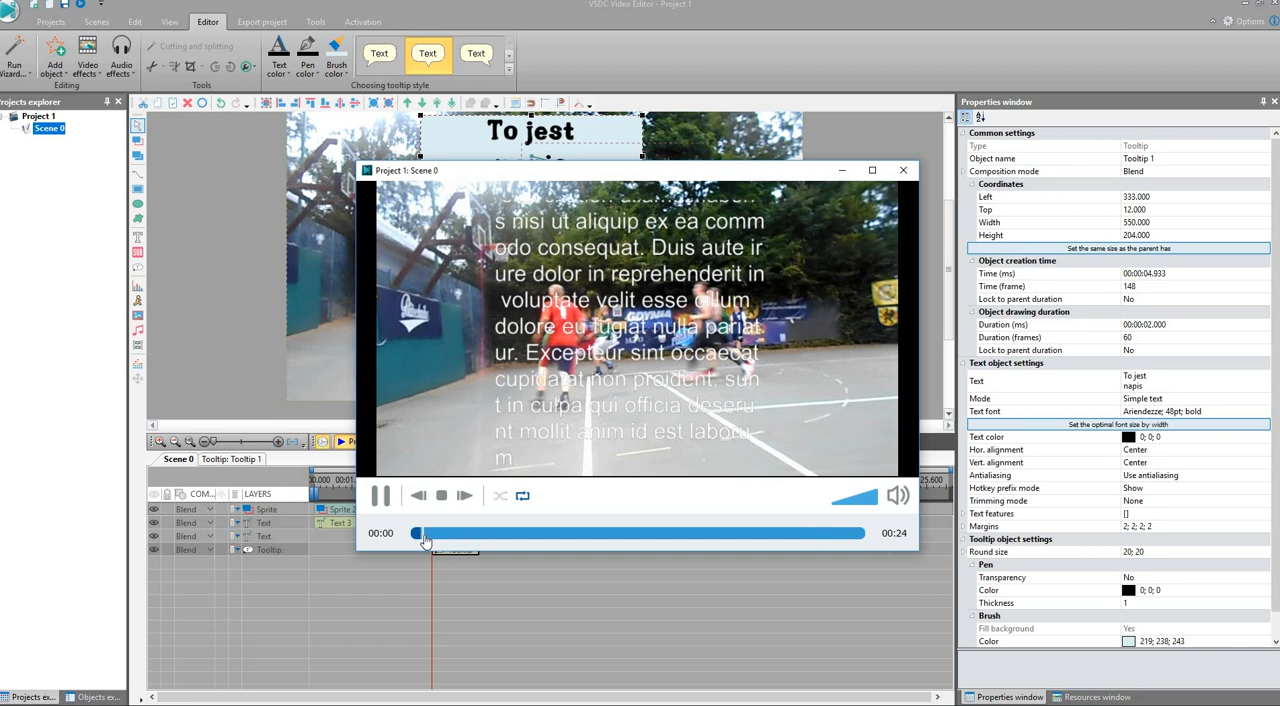 VSDC Video Editor - Project 1
Projects Scenes Edit View Editor Export project Tools Activation
Options
Run
Wizard...
Add
object
Video
effects
Audio
effects
Editing
Cutting and splitting
Tools
Text
color
Pen
color
Brush
color
Text
Text
Text
Choosing tooltip style
Projects explorer
Project 1
Scene 0
To jest
Project 1: Scene 0
s nisi ut aliquip ex ea comm
odo consequat. Duis aute ir
ure dolor in reprehenderit in
voluptate velit esse cillum
dolore eu fugiat nulla pariat
ur. Excepteur sint occaecat
cupidatat non proident, sun
t in culpa qui officia deseru
nt mollit anim id est laboru
m.
GDYNIA
00:00
00:24
Scene 0 Tooltip: Tooltip 1
COM... LAYERS
Blend Sprite
Blend Text
Blend Text
Blend Tooltip
Sprite 2
Text 3
25.600
Projects ex... Objects ex...
Properties window
Common settings
Type Tooltip
Object name Tooltip 1
Composition mode Blend
Coordinates
Left 333.000
Top 12.000
Width 550.000
Height 204.000
Set the same size as the parent has
Object creation time
Time (ms) 00:00:04.933
Time (frame) 148
Lock to parent duration No
Object drawing duration
Duration (ms) 00:00:02.000
Duration (frames) 60
Lock to parent duration No
Text object settings
Text To jest
napis
Mode Simple text
Text font Ariendezze; 48pt; bold
Set the optimal font size by width
Text color 0; 0; 0
Hor. alignment Center
Vert. alignment Center
Antialiasing Use antialiasing
Hotkey prefix mode Show
Trimming mode None
Text features []
Margins 2; 2; 2; 2
Tooltip object settings
Round size 20; 20
Pen
Transparency No
Color 0; 0; 0
Thickness 1
Brush
Fill background Yes
Color 219; 238; 243
Properties window Resources window